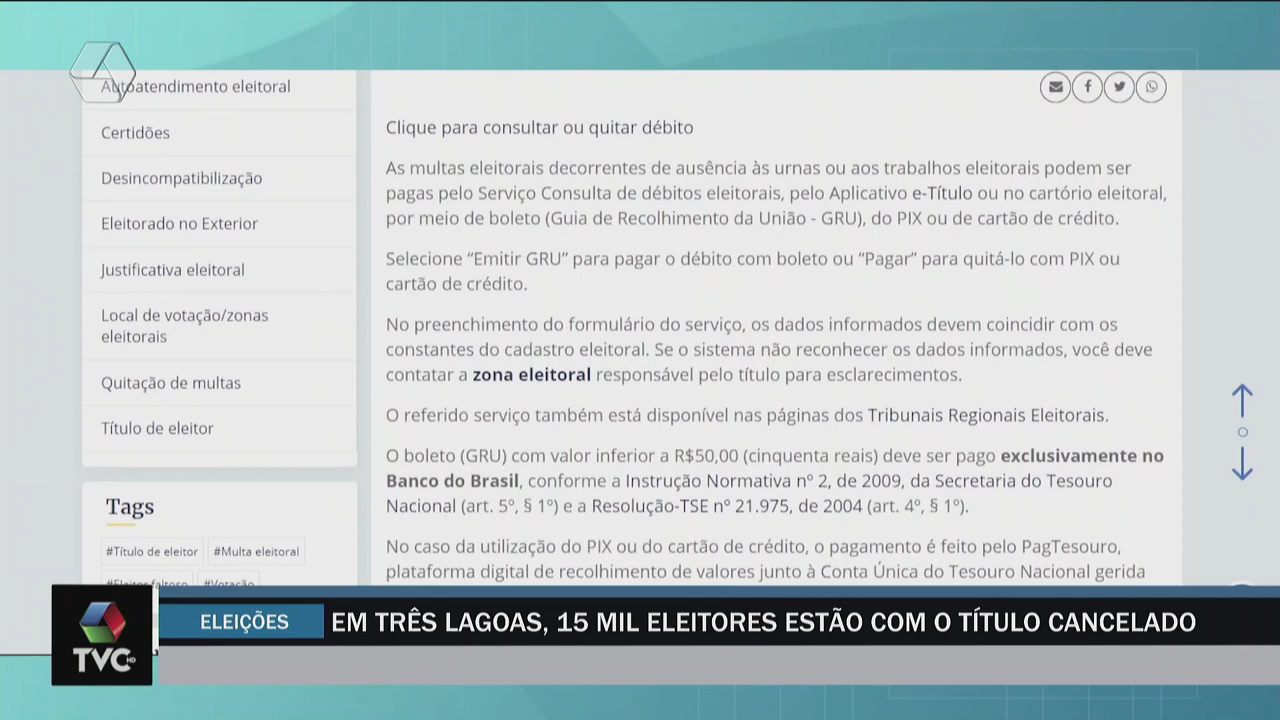 Autoatendimento eleitoral
Certidões
Desincompatibilização
Eleitorado no Exterior
Justificativa eleitoral
Local de votação/zonas
eleitorais
Quitação de multas
Título de eleitor
Tags
#Título de eleitor
#Multa eleitoral
#Eleitor faltoso
#Votação
Clique para consultar ou quitar débito
As multas eleitorais decorrentes de ausência às urnas ou aos trabalhos eleitorais podem ser
pagas pelo Serviço Consulta de débitos eleitorais, pelo Aplicativo e-Título ou no cartório eleitoral,
por meio de boleto (Guia de Recolhimento da União - GRU), do PIX ou de cartão de crédito.
Selecione “Emitir GRU” para pagar o débito com boleto ou “Pagar” para quitá-lo com PIX ou
cartão de crédito.
No preenchimento do formulário do serviço, os dados informados devem coincidir com os
constantes do cadastro eleitoral. Se o sistema não reconhecer os dados informados, você deve
contatar a zona eleitoral responsável pelo título para esclarecimentos.
O referido serviço também está disponível nas páginas dos Tribunais Regionais Eleitorais.
O boleto (GRU) com valor inferior a R$50,00 (cinquenta reais) deve ser pago exclusivamente no
Banco do Brasil, conforme a Instrução Normativa nº 2, de 2009, da Secretaria do Tesouro
Nacional (art. 5º, § 1º) e a Resolução-TSE nº 21.975, de 2004 (art. 4º, § 1º).
No caso da utilização do PIX ou do cartão de crédito, o pagamento é feito pelo PagTesouro,
plataforma digital de recolhimento de valores junto à Conta Única do Tesouro Nacional gerida
ELEIÇÕES
EM TRÊS LAGOAS, 15 MIL ELEITORES ESTÃO COM O TÍTULO CANCELADO
TVC HD